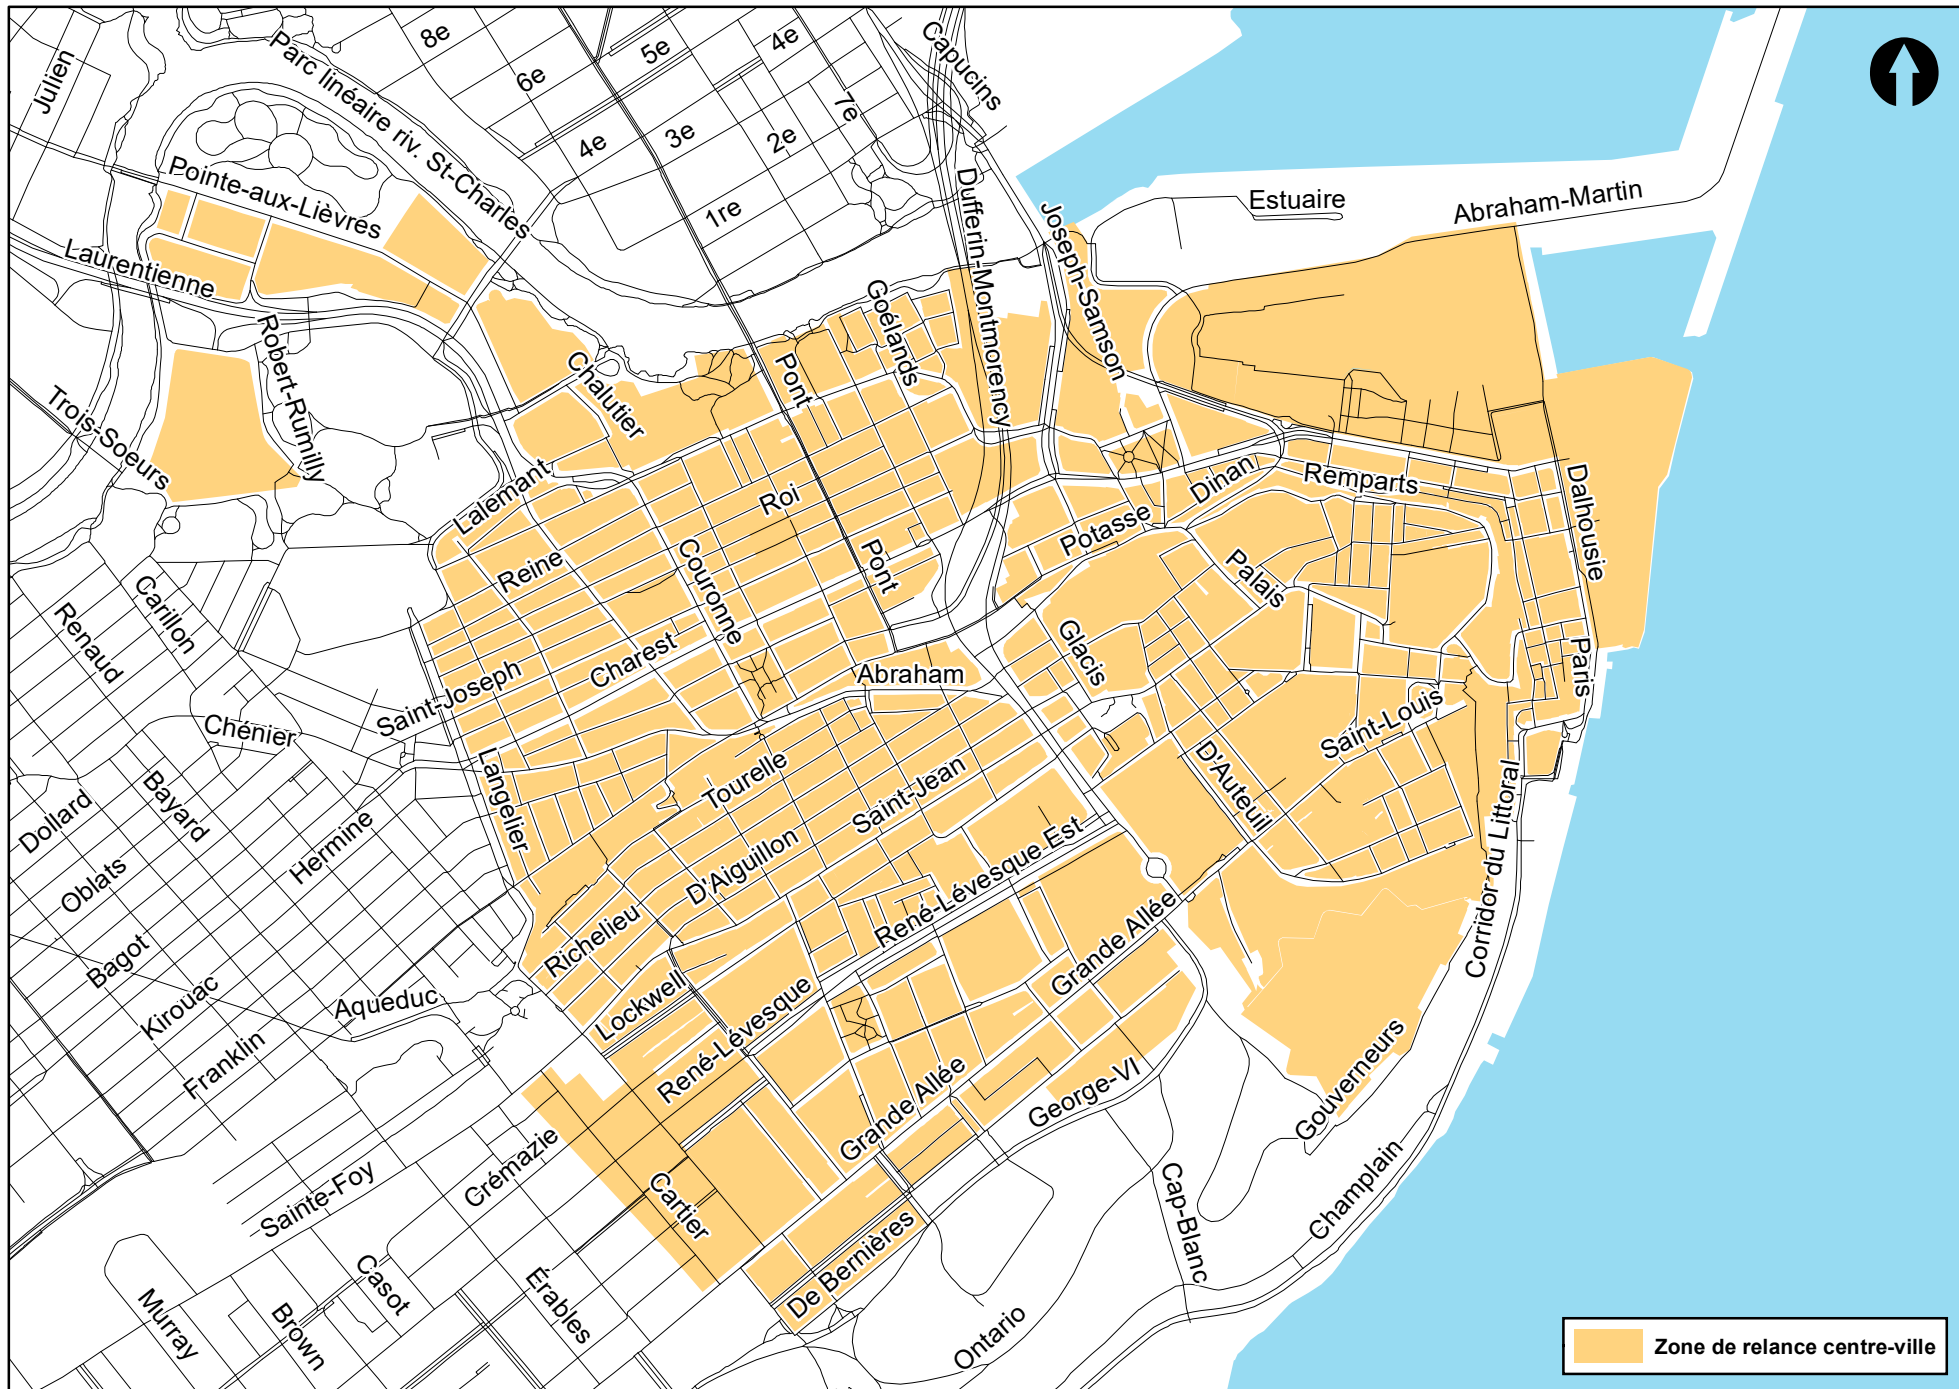 8e
5e
4e
Capucins
Julien
Parc linéaire riv. St-Charles
6e
7e
4e
3e
2e
Pointe-aux-Lièvres
1re
Dufferin-Montmorency
Joseph-Samson
Estuaire
Abraham-Martin
Laurentienne
Robert-Rumilly
Goélands
Chalutier
Pont
Trois-Soeurs
Lalemant
Roi
Dinan
Remparts
Dalhousie
Potasse
Reine
Couronne
Pont
Palais
Carillon
Renaud
Glacis
Charest
Saint-Joseph
Abraham
Paris
Chénier
Saint-Louis
Langelier
Tourelle
Saint-Jean
D'Auteuil
Corridor du Littoral
Dollard
Bayard
Hermine
Oblats
D'Aiguillon
René-Lévesque Est
Richelieu
Grande Allée
Bagot
Kirouac
Aqueduc
Lockwell
René-Lévesque
Franklin
Grande Allée
George-VI
Gouverneurs
Crémazie
Cartier
Sainte-Foy
Cap-Blanc
Champlain
De Bernières
Casot
Érables
Murray
Brown
Ontario
Zone de relance centre-ville